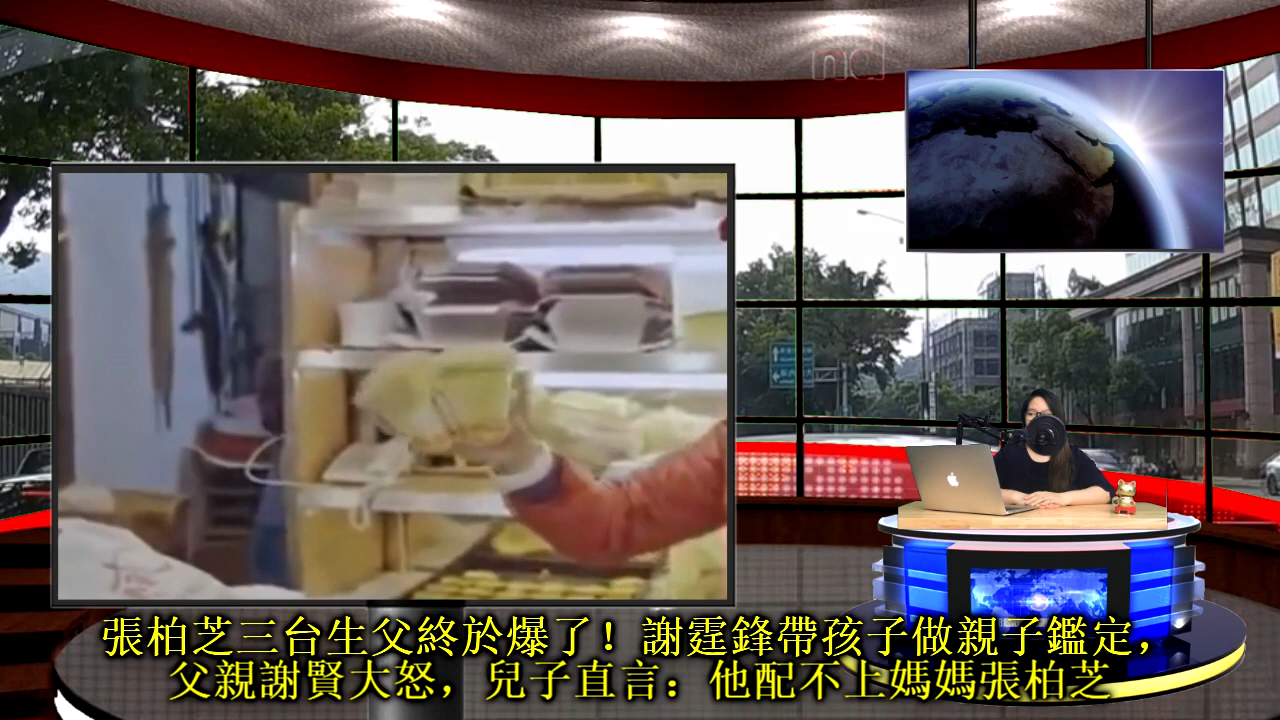 nd
張柏芝三台生父終於爆了！謝霆鋒帶孩子做親子鑑定，
父親謝賢大怒，兒子直言：他配不上媽媽張柏芝